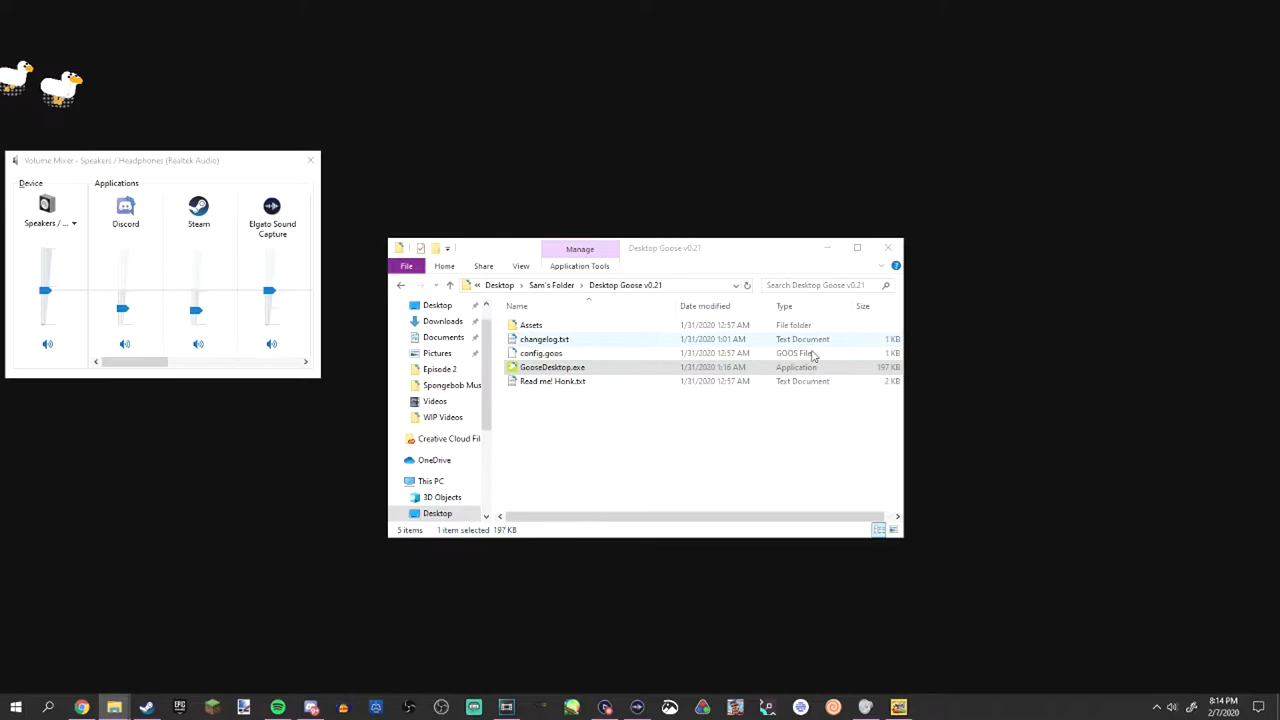 Volume Mixer - Speakers / Headphones (Realtek Audio)
Device
Applications
Speakers / ...
Discord
Steam
Elgato Sound
Capture
Manage
Desktop Goose v0.21
File
Home
Share
View
Application Tools
« Desktop › Sam's Folder › Desktop Goose v0.21
Search Desktop Goose v0.21
Name
Date modified
Type
Size
Assets 1/31/2020 12:57 AM File folder
changelog.txt 1/31/2020 1:01 AM Text Document 1 KB
config.goos 1/31/2020 12:57 AM GOOS File 1 KB
GooseDesktop.exe 1/31/2020 1:16 AM Application 197 KB
Read me! Honk.txt 1/31/2020 12:57 AM Text Document 2 KB
Desktop
Downloads
Documents
Pictures
Episode 2
Spongebob Mus
Videos
WIP Videos
Creative Cloud Fil
OneDrive
This PC
3D Objects
Desktop
5 items 1 item selected 197 KB
EPIC
8:14 PM
2/7/2020